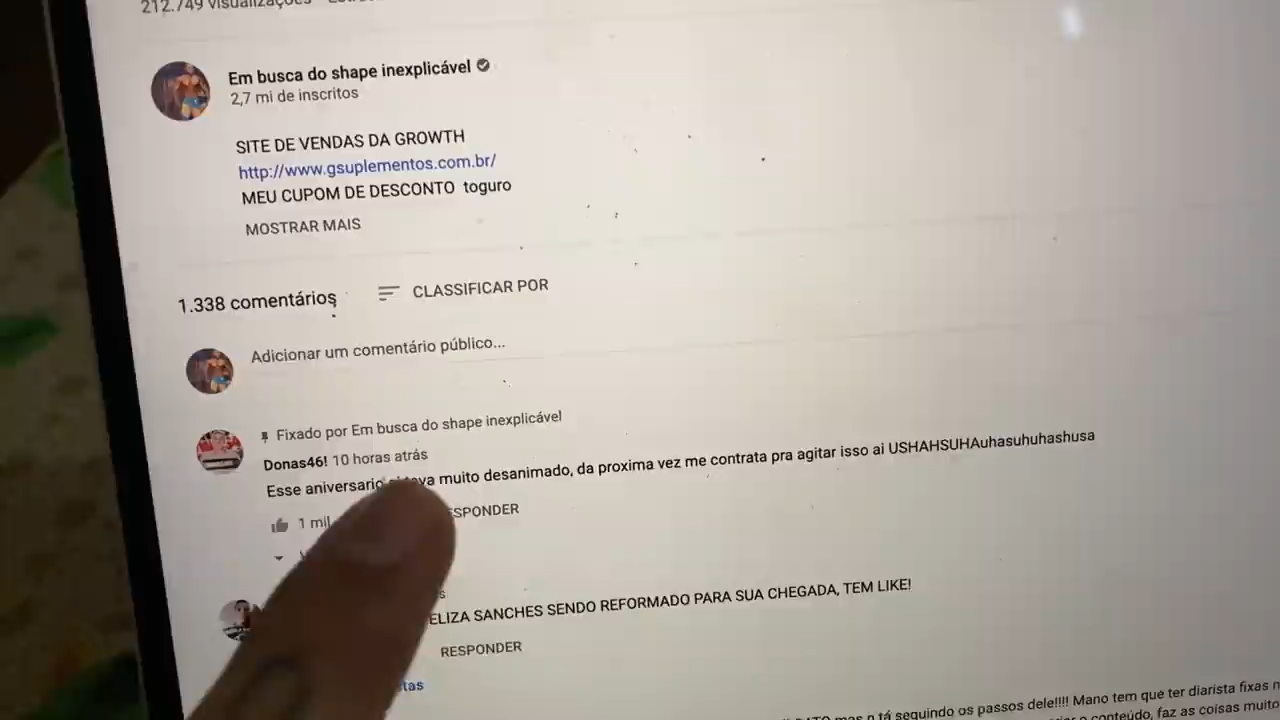 212.749 visualizações
Em busca do shape inexplicável
2,7 mi de inscritos
SITE DE VENDAS DA GROWTH
http://www.gsuplementos.com.br/
MEU CUPOM DE DESCONTO toguro
MOSTRAR MAIS
1.338 comentários CLASSIFICAR POR
Adicionar um comentário público...
Fixado por Em busca do shape inexplicável
Donas46! 10 horas atrás
Esse aniversario muito desanimado, da proxima vez me contrata pra agitar isso ai USHAHSUHAuhasuhuhashusa
1 mil
ELIZA SANCHES SENDO REFORMADO PARA SUA CHEGADA, TEM LIKE!
RESPONDER
mas n tá seguindo os passos dele!!!! Mano tem que ter diarista fixas
conteúdo, faz as coisas muito